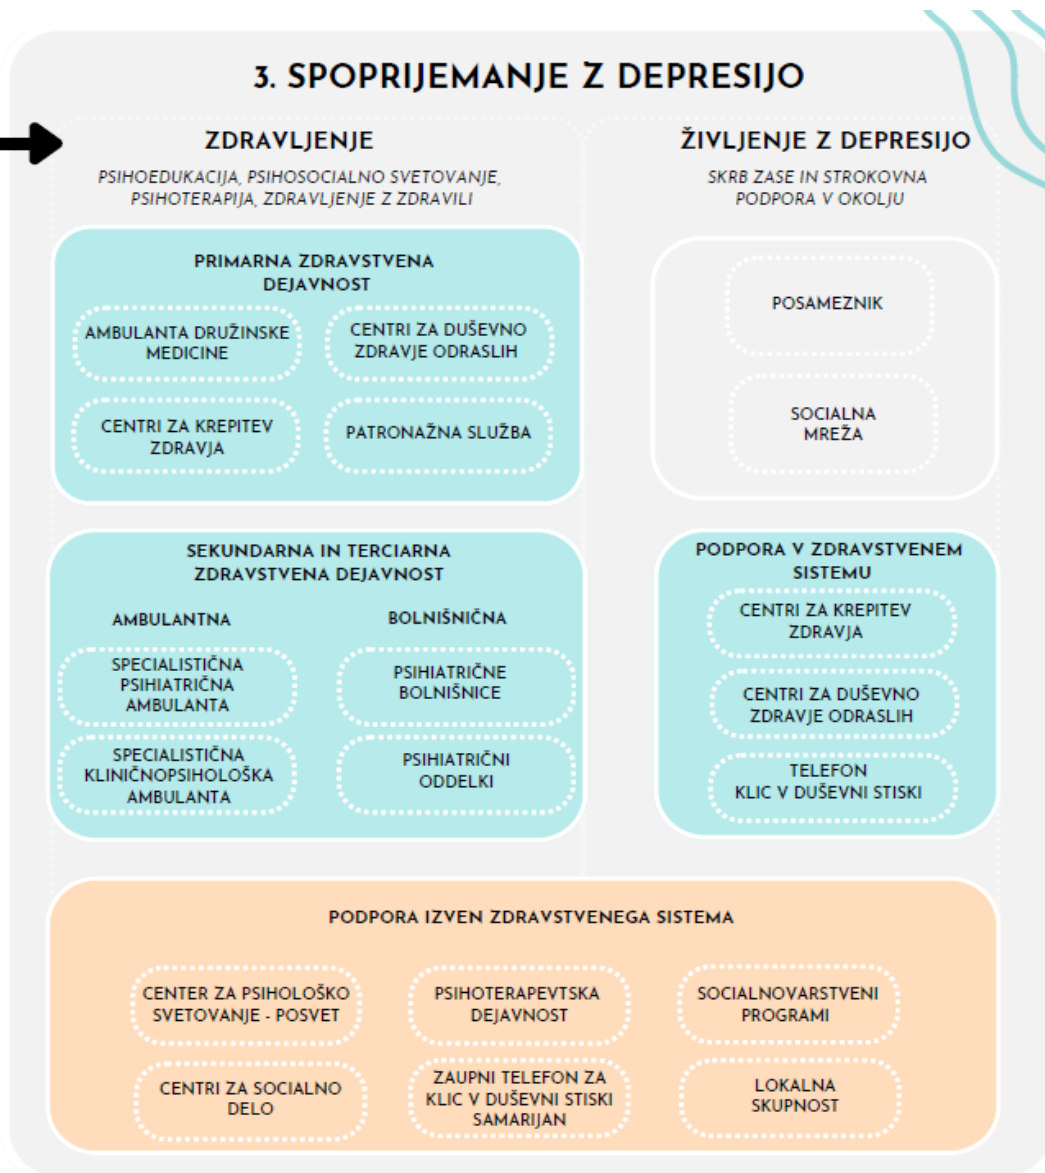 3. SPOPRIJEMANJE Z DEPRESIJO
ZDRAVLJENJE
PSIHOEDUKACIJA, PSIHOSOCIALNO SVETOVANJE,
PSIHOTERAPIJA, ZDRAVLJENJE Z ZDRAVILI
PRIMARNA ZDRAVSTVENA
DEJAVNOST
AMBULANTA DRUŽINSKE
MEDICINE
CENTRI ZA DUŠEVNO
ZDRAVJE ODRASLIH
CENTRI ZA KREPITEV
ZDRAVJA
PATRONAŽNA SLUŽBA
SEKUNDARNA IN TERCIARNA
ZDRAVSTVENA DEJAVNOST
AMBULANTNA
BOLNIŠNIČNA
SPECIALISTIČNA
PSIHIATRIČNA
AMBULANTA
PSIHIATRIČNE
BOLNIŠNICE
SPECIALISTIČNA
KLINIČNOPSIHOLOŠKA
AMBULANTA
PSIHIATRIČNI
ODDELKI
ŽIVLJENJE Z DEPRESIJO
SKRB ZASE IN STROKOVNA
PODPORA V OKOLJU
POSAMEZNIK
SOCIALNA
MREŽA
PODPORA V ZDRAVSTVENEM
SISTEMU
CENTRI ZA KREPITEV
ZDRAVJA
CENTRI ZA DUŠEVNO
ZDRAVJE ODRASLIH
TELEFON
KLIC V DUŠEVNI STISKI
PODPORA IZVEN ZDRAVSTVENEGA SISTEMA
CENTER ZA PSIHOLOŠKO
SVETOVANJE - POSVET
PSIHOTERAPEVTSKA
DEJAVNOST
SOCIALNOVARSTVENI
PROGRAMI
CENTRI ZA SOCIALNO
DELO
ZAUPNI TELEFON ZA
KLIC V DUŠEVNI STISKI
SAMARIJAN
LOKALNA
SKUPNOST